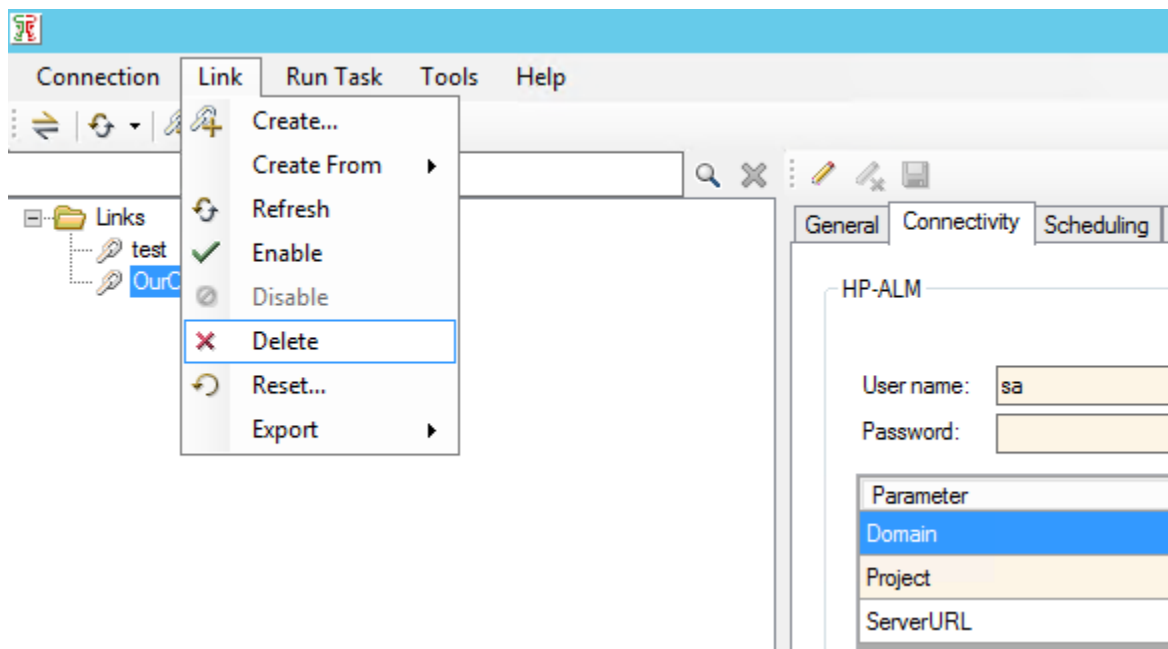 Connection Link Run Task Tools Help
Create...
Create From
Refresh
Enable
Disable
Delete
Reset...
Export
Links
test
OurC
General Connectivity Scheduling
HP-ALM
User name: sa
Password:
Parameter
Domain
Project
ServerURL